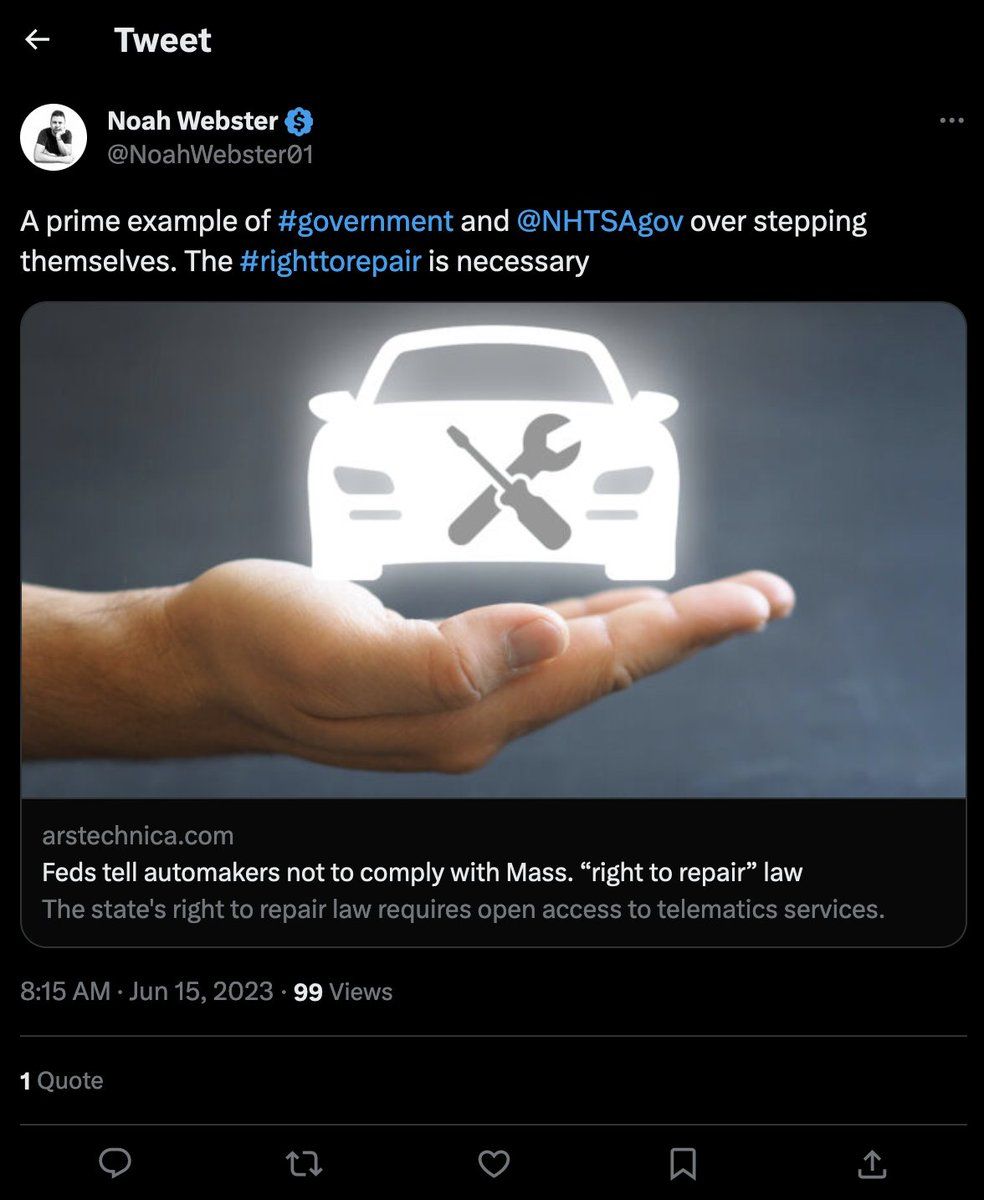 Tweet
Noah Webster
@NoahWebster01
A prime example of #government and @NHTSAgov over stepping
themselves. The #righttorepair is necessary
arstechnica.com
Feds tell automakers not to comply with Mass. “right to repair” law
The state's right to repair law requires open access to telematics services.
8:15 AM · Jun 15, 2023 · 99 Views
1 Quote